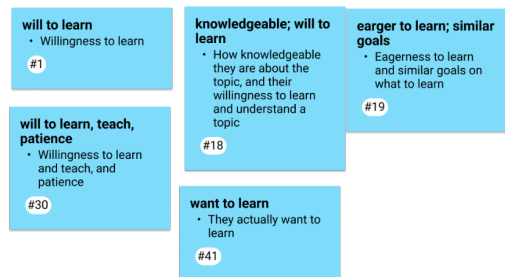 will to learn
• Willingness to learn
#1
knowledgeable; will to
learn
• How knowledgeable
they are about the
topic, and their
willingness to learn
and understand a
topic
#18
earger to learn; similar
goals
• Eagerness to learn
and similar goals on
what to learn
#19
will to learn, teach,
patience
• Willingness to learn
and teach, and
patience
#30
want to learn
• They actually want to
learn
#41